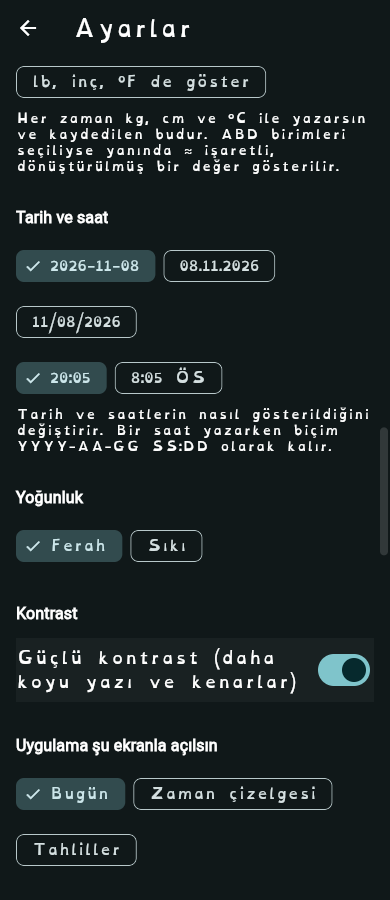 Ayarlar
lb, inç, °F de göster
Her zaman kg, cm ve °C ile yazarsın
ve kaydedilen budur. ABD birimleri
seçiliyse yanında ≈ işaretli,
dönüştürülmüş bir değer gösterilir.
Tarih ve saat
2026-11-08
08.11.2026
11/08/2026
20:05
8:05 ÖS
Tarih ve saatlerin nasıl gösterildiğini
değiştirir. Bir saat yazarken biçim
YYYY-AA-GG SS:DD olarak kalır.
Yoğunluk
Ferah
Sıkı
Kontrast
Güçlü kontrast (daha
koyu yazı ve kenarlar)
Uygulama şu ekranla açılsın
Bugün
Zaman çizelgesi
Tahliller